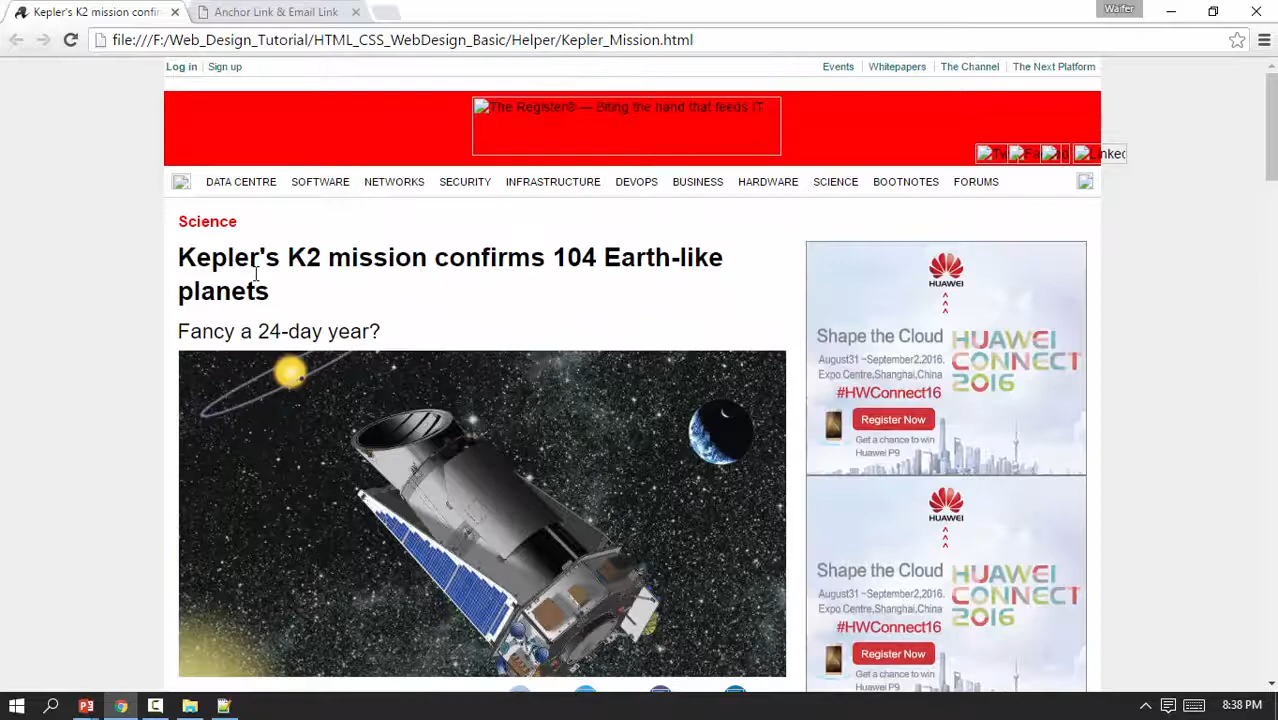 Kepler's K2 mission confir
Anchor Link & Email Link
Waifer
file:///F:/Web_Design_Tutorial/HTML_CSS_WebDesign_Basic/Helper/Kepler_Mission.html
Log in Sign up Events Whitepapers The Channel The Next Platform
The Register® — Biting the hand that feeds IT
Tw Fa Linked
DATA CENTRE SOFTWARE NETWORKS SECURITY INFRASTRUCTURE DEVOPS BUSINESS HARDWARE SCIENCE BOOTNOTES FORUMS
Science
Kepler's K2 mission confirms 104 Earth-like
planets
Fancy a 24-day year?
HUAWEI
Shape the Cloud
August31 ~September2,2016.
Expo Centre,Shanghai,China
#HWConnect16
HUAWEI
CONNECT
2016
Register Now
Get a chance to win
Huawei P9
HUAWEI
Shape the Cloud
August31 ~September2,2016.
Expo Centre,Shanghai,China
#HWConnect16
HUAWEI
CONNECT
2016
Register Now
Get a chance to win
Huawei P9
8:38 PM